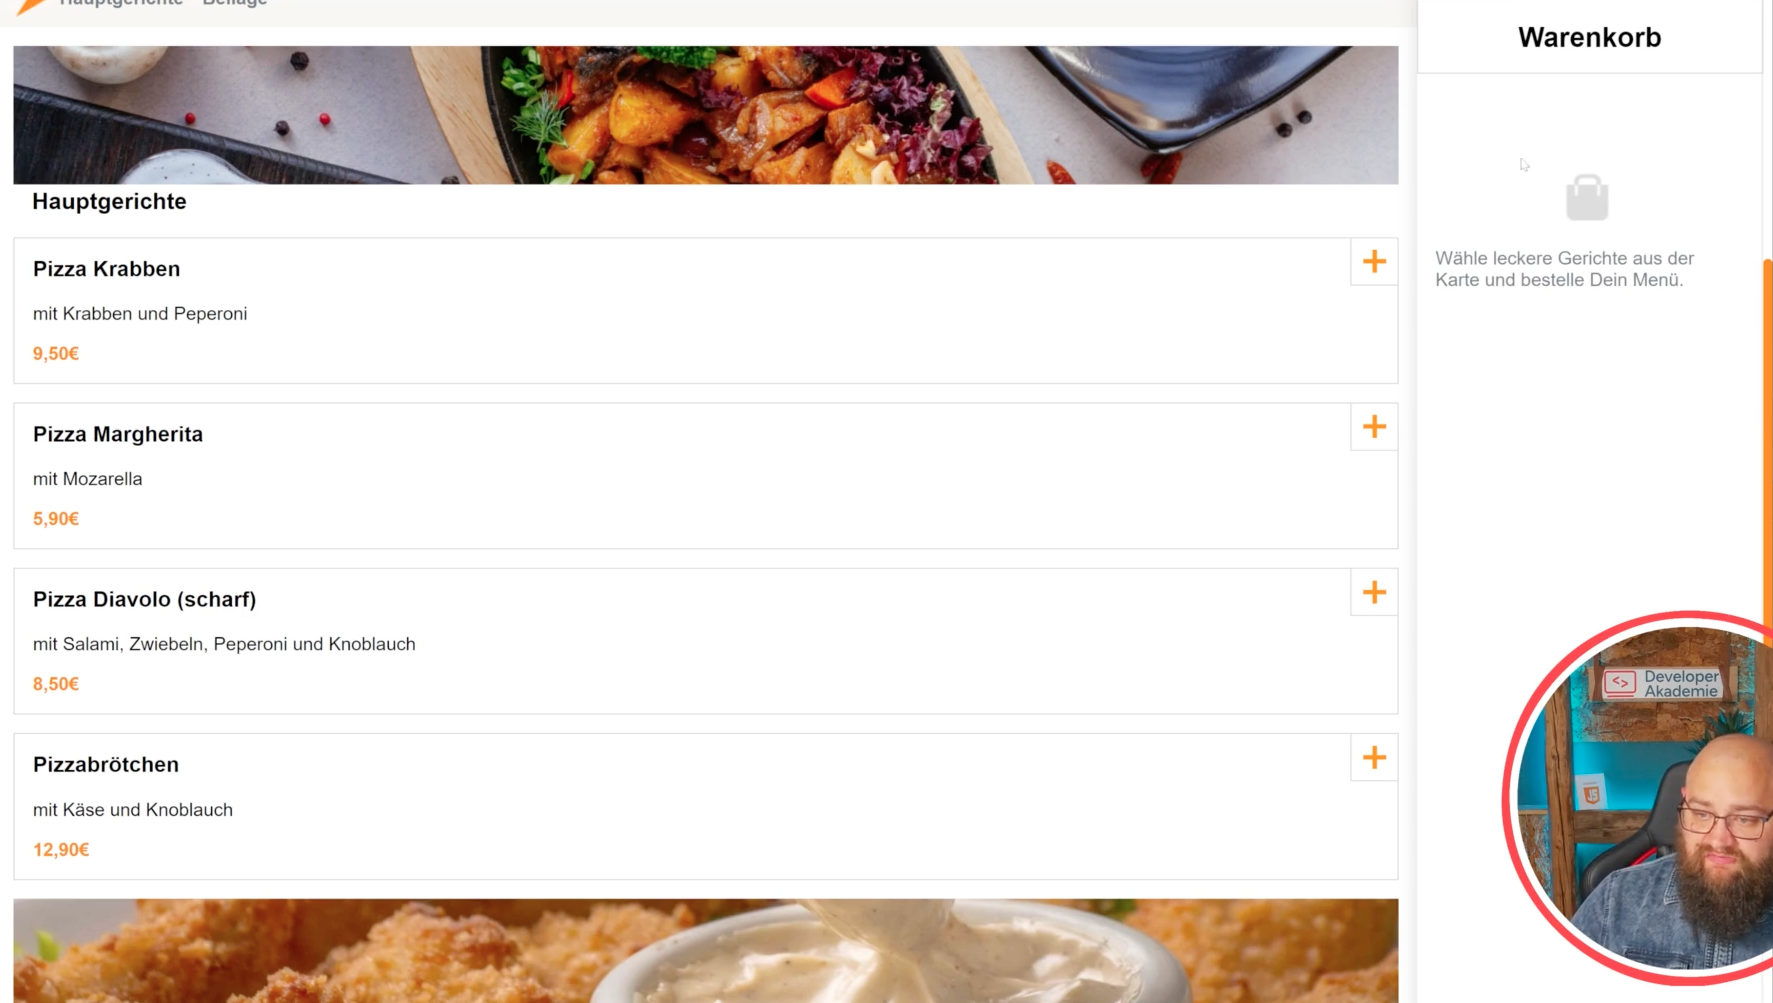 Hauptgerichte Beilage
Warenkorb
Wähle leckere Gerichte aus der
Karte und bestelle Dein Menü.
Hauptgerichte
Pizza Krabben
mit Krabben und Peperoni
9,50€
Pizza Margherita
mit Mozarella
5,90€
Pizza Diavolo (scharf)
mit Salami, Zwiebeln, Peperoni und Knoblauch
8,50€
Pizzabrötchen
mit Käse und Knoblauch
12,90€
<> Developer
Akademie
JS